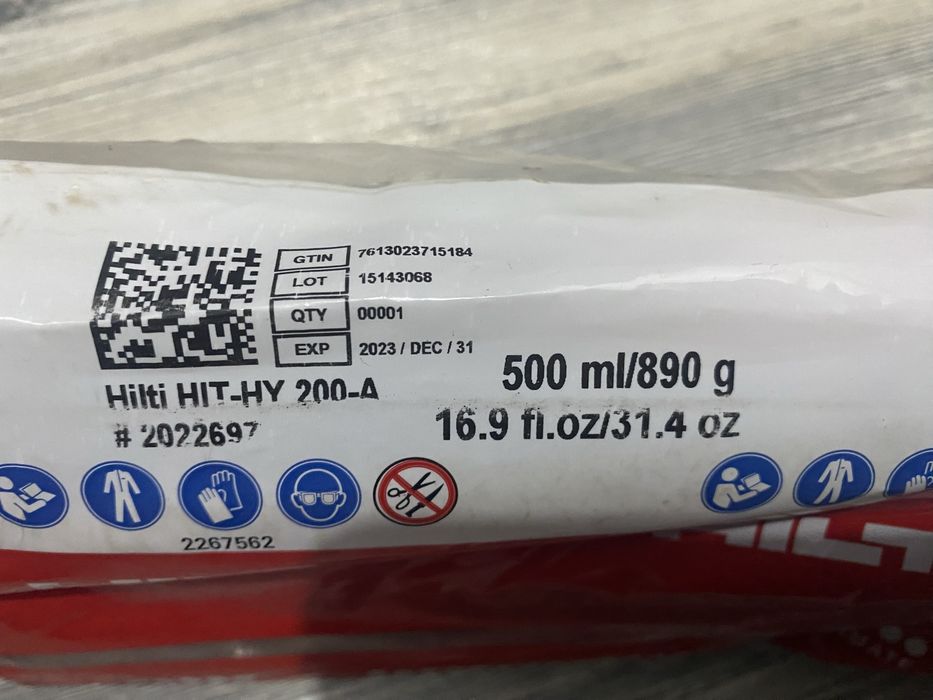 GTIN 7613023715184
LOT 15143068
QTY 00001
EXP 2023 / DEC / 31
Hilti HIT-HY 200-A
# 2022697
500 ml/890 g
16.9 fl.oz/31.4 oz
2267562
HILT